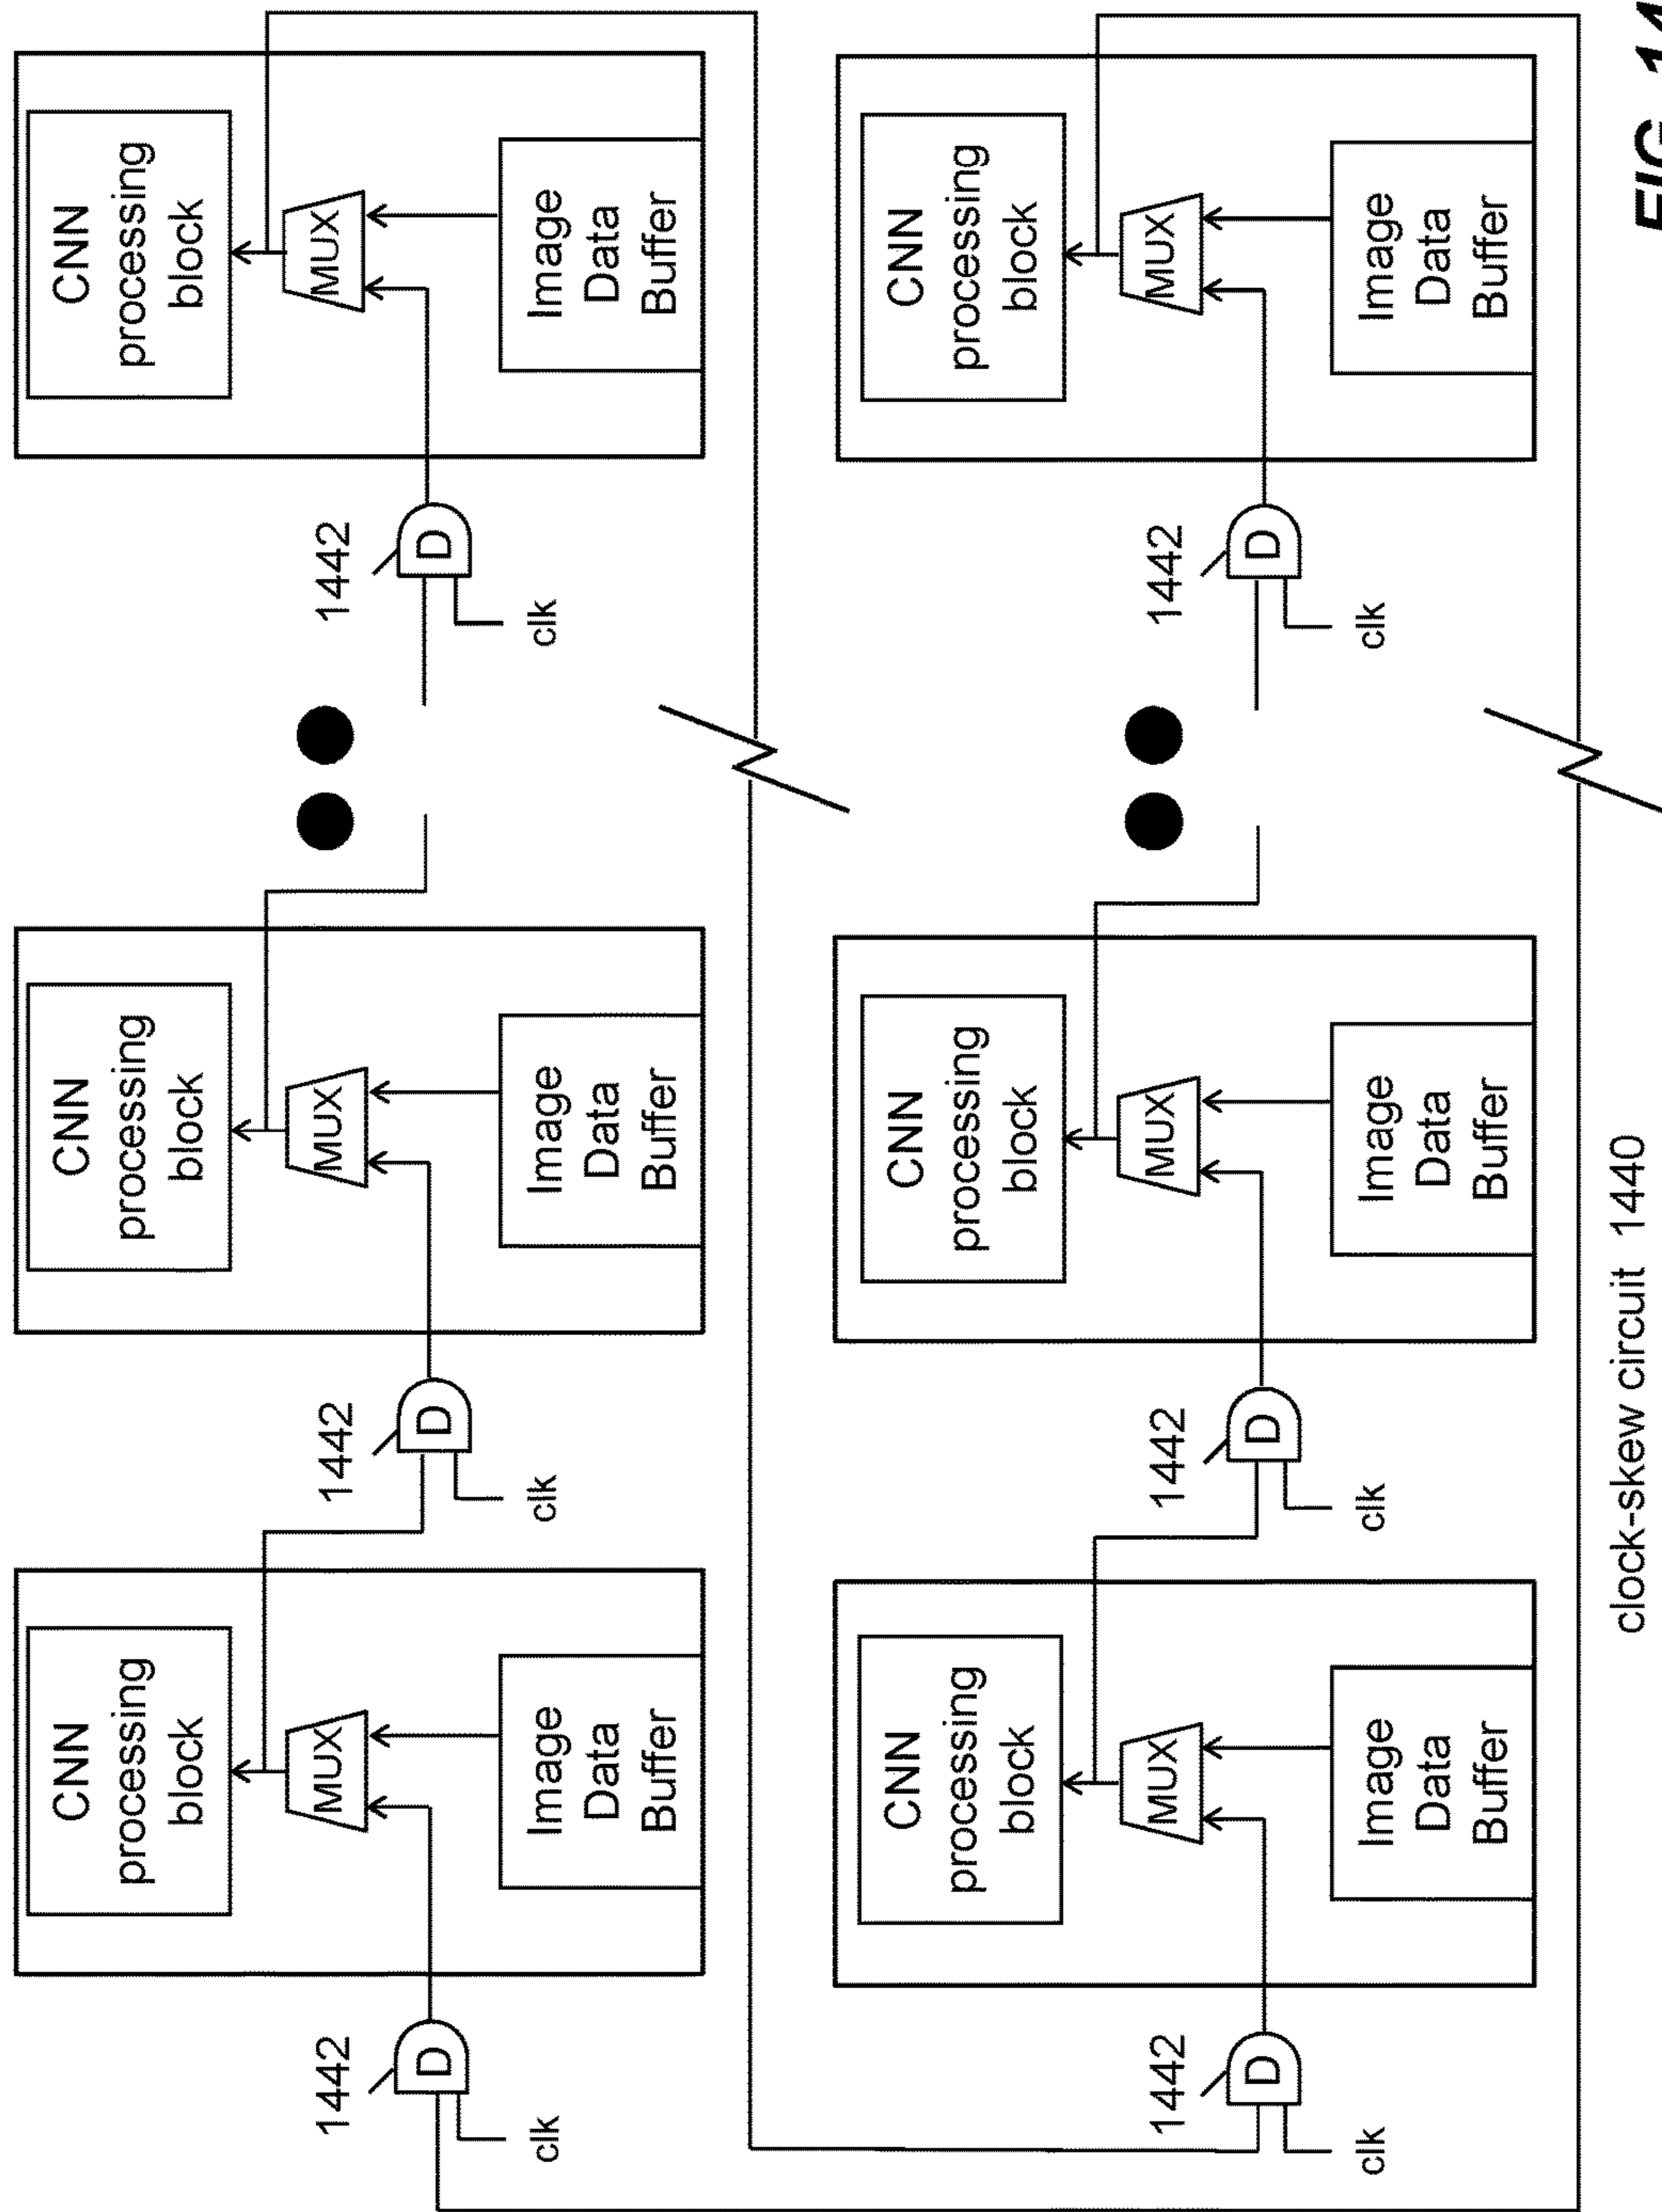 1442
D
clk
CNN
processing
block
MUX
Image
Data
Buffer
1442
D
clk
CNN
processing
block
MUX
Image
Data
Buffer
1442
D
clk
CNN
processing
block
MUX
Image
Data
Buffer
1442
D
clk
CNN
processing
block
MUX
Image
Data
Buffer
1442
D
clk
CNN
processing
block
MUX
Image
Data
Buffer
1442
D
clk
CNN
processing
block
MUX
Image
Data
Buffer
clock-skew circuit 1440
FIG. 14